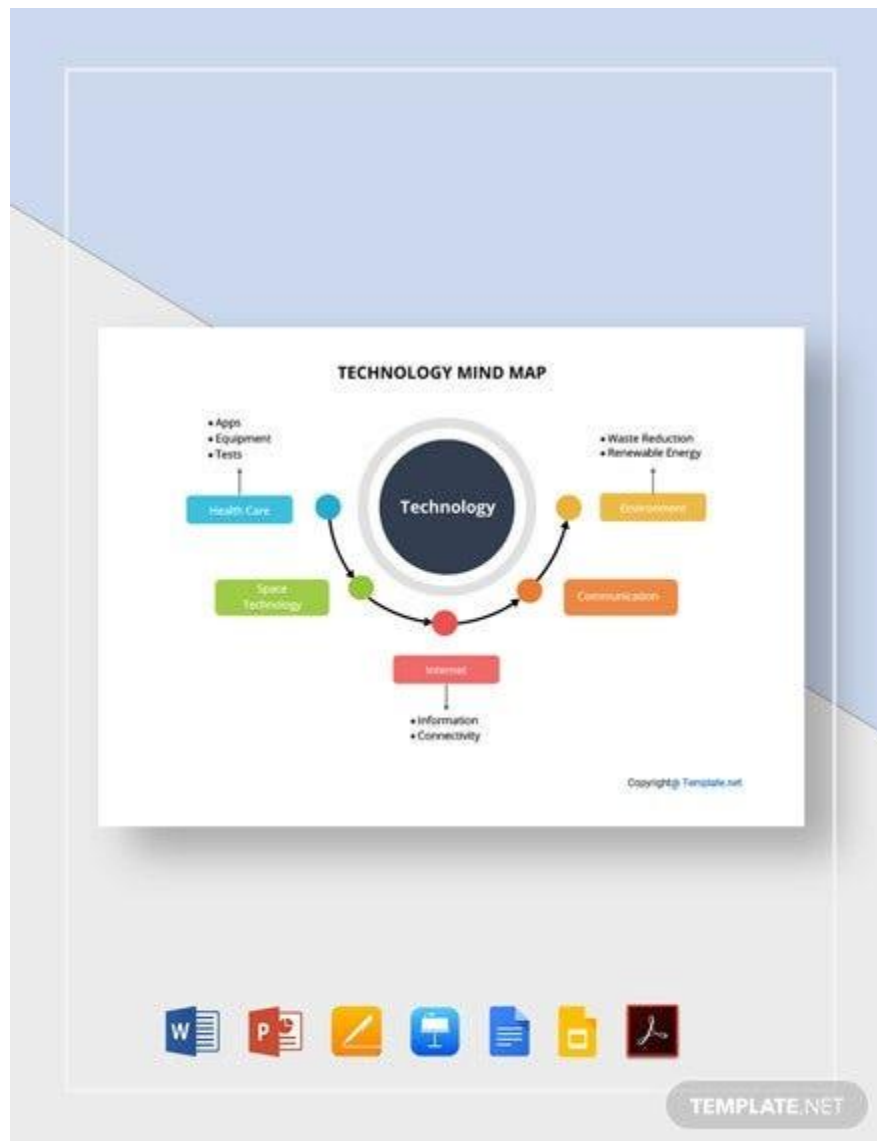 TECHNOLOGY MIND MAP
• Apps
• Equipment
• Tests
Health Care
Space
Technology
Technology
• Waste Reduction
• Renewable Energy
Environment
Communication
Internet
• Information
• Connectivity
Copyright@ Template.net
W
P
TEMPLATE.NET